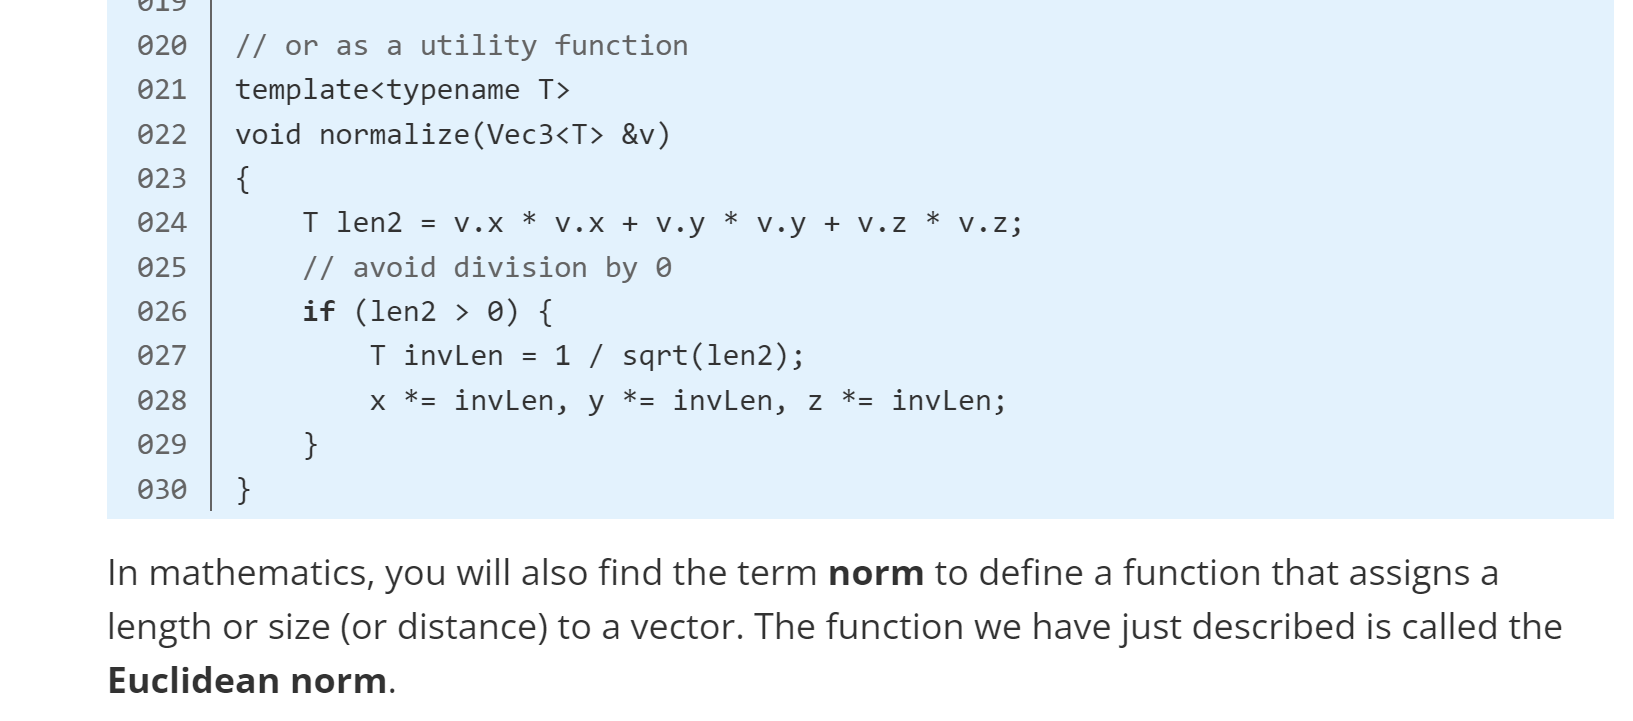 019
020 // or as a utility function
021 template<typename T>
022 void normalize(Vec3<T> &v)
023 {
024     T len2 = v.x * v.x + v.y * v.y + v.z * v.z;
025     // avoid division by 0
026     if (len2 > 0) {
027         T invLen = 1 / sqrt(len2);
028         x *= invLen, y *= invLen, z *= invLen;
029     }
030 }
In mathematics, you will also find the term norm to define a function that assigns a
length or size (or distance) to a vector. The function we have just described is called the
Euclidean norm.